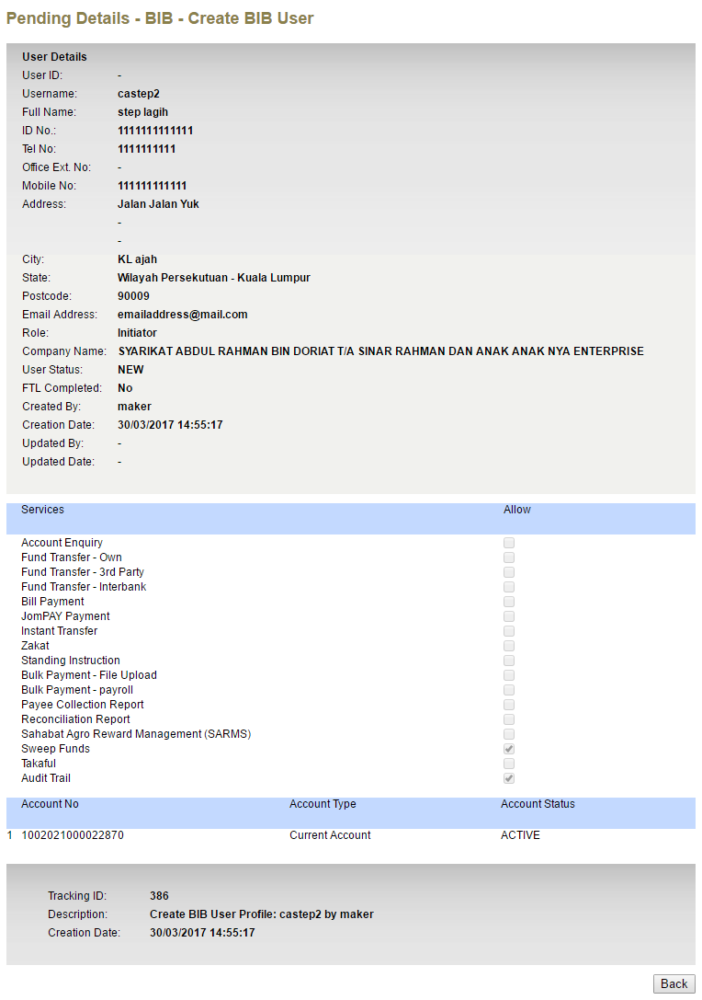 Pending Details - BIB - Create BIB User
User Details
User ID: -
Username: castep2
Full Name: step lagih
ID No.: 1111111111111
Tel No: 1111111111
Office Ext. No: -
Mobile No: 111111111111
Address: Jalan Jalan Yuk
-
-
City: KL ajah
State: Wilayah Persekutuan - Kuala Lumpur
Postcode: 90009
Email Address: emailaddress@mail.com
Role: Initiator
Company Name: SYARIKAT ABDUL RAHMAN BIN DORIAT T/A SINAR RAHMAN DAN ANAK ANAK NYA ENTERPRISE
User Status: NEW
FTL Completed: No
Created By: maker
Creation Date: 30/03/2017 14:55:17
Updated By: -
Updated Date: -
Services Allow
Account Enquiry
Fund Transfer - Own
Fund Transfer - 3rd Party
Fund Transfer - Interbank
Bill Payment
JomPAY Payment
Instant Transfer
Zakat
Standing Instruction
Bulk Payment - File Upload
Bulk Payment - payroll
Payee Collection Report
Reconciliation Report
Sahabat Agro Reward Management (SARMS)
Sweep Funds
Takaful
Audit Trail
Account No Account Type Account Status
1 1002021000022870 Current Account ACTIVE
Tracking ID: 386
Description: Create BIB User Profile: castep2 by maker
Creation Date: 30/03/2017 14:55:17
Back